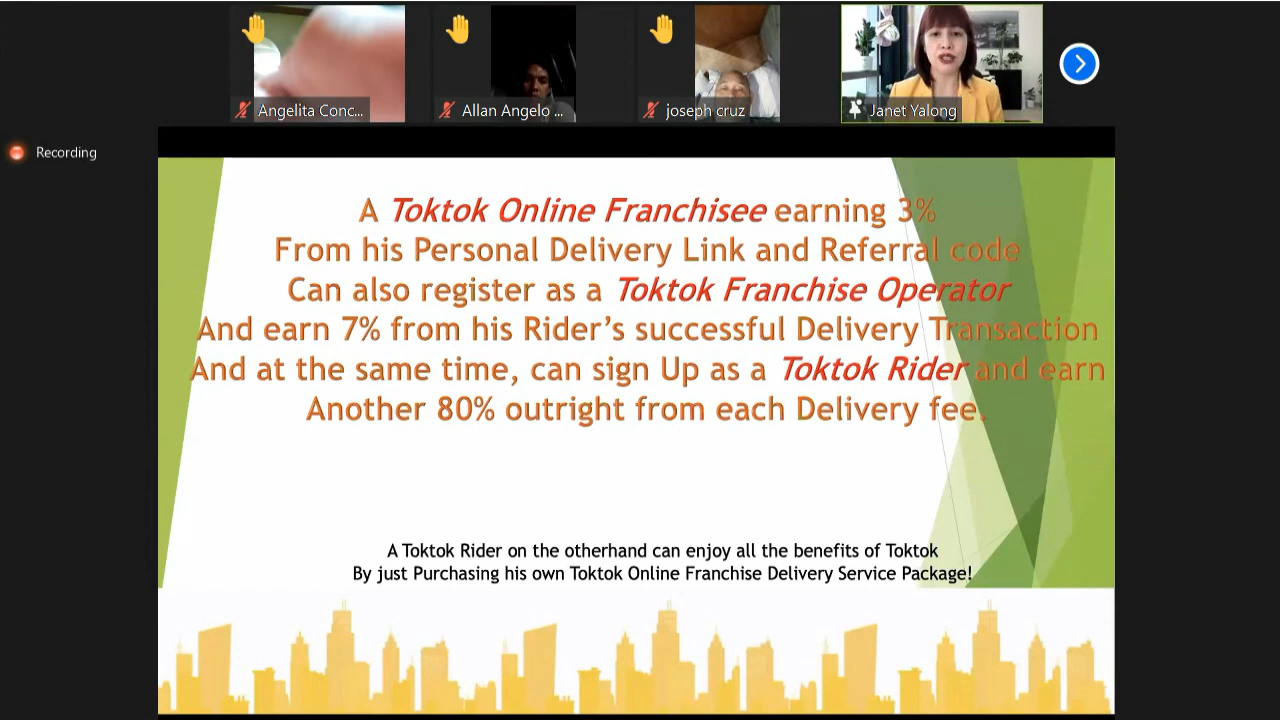 Angelita Conc...
Allan Angelo ...
joseph cruz
Janet Yalong
Recording
A Toktok Online Franchisee earning 3%
From his Personal Delivery Link and Referral code
Can also register as a Toktok Franchise Operator
And earn 7% from his Rider’s successful Delivery Transaction
And at the same time, can sign Up as a Toktok Rider and earn
Another 80% outright from each Delivery fee.
A Toktok Rider on the otherhand can enjoy all the benefits of Toktok
By just Purchasing his own Toktok Online Franchise Delivery Service Package!